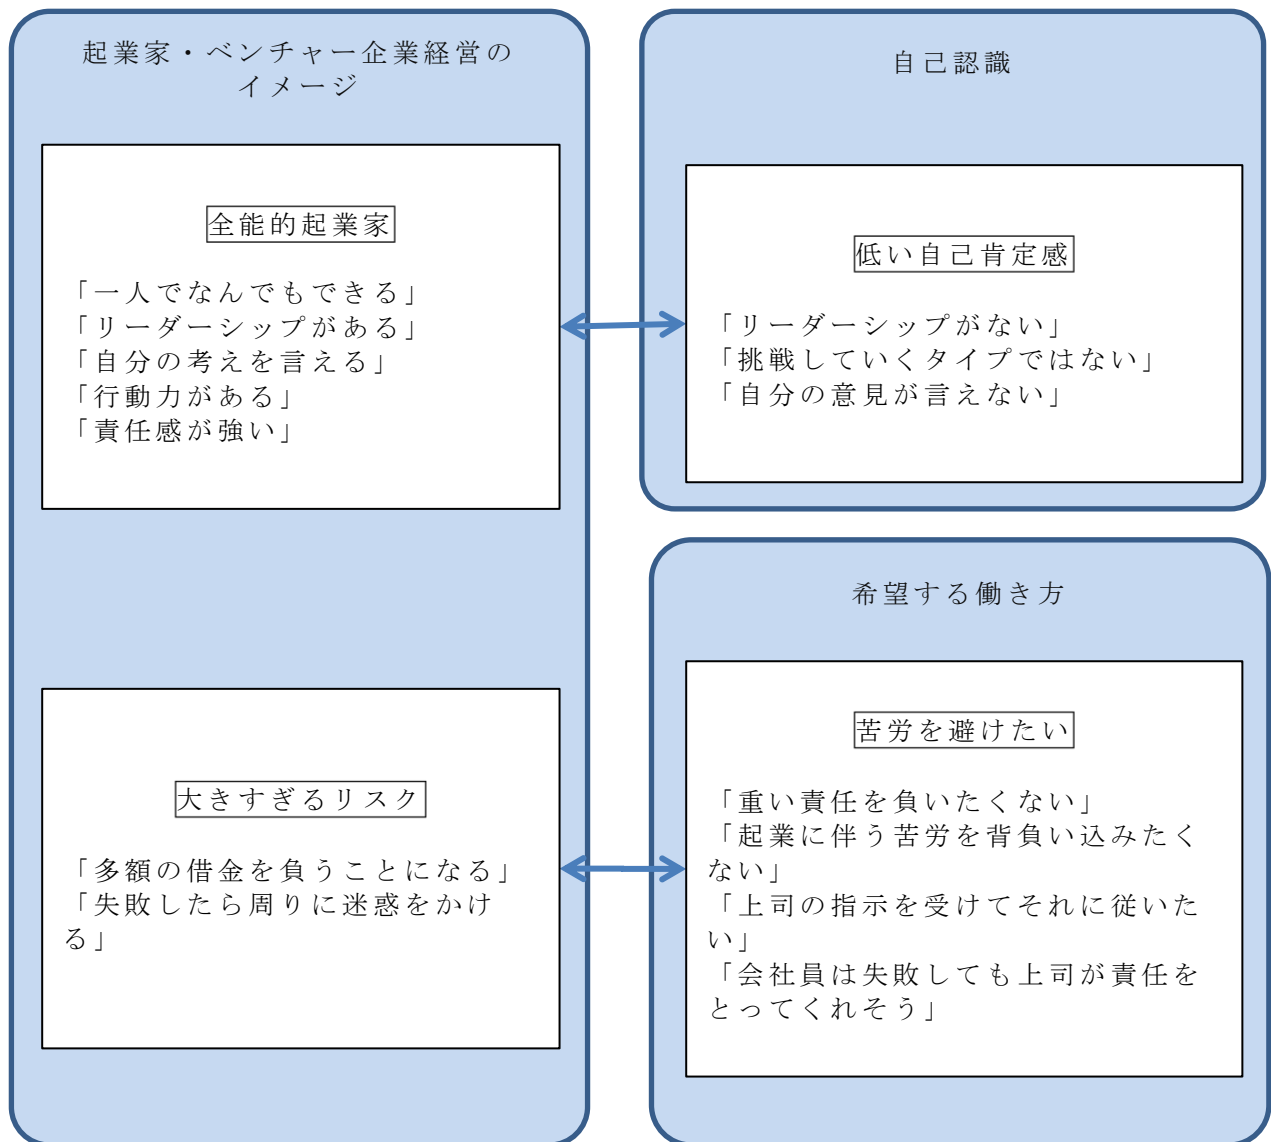 起業家・ベンチャー企業経営の
イメージ
全能的起業家
「一人でなんでもできる」
「リーダーシップがある」
「自分の考えを言える」
「行動力がある」
「責任感が強い」
大きすぎるリスク
「多額の借金を負うことになる」
「失敗したら周りに迷惑をかけ
る」
自己認識
低い自己肯定感
「リーダーシップがない」
「挑戦していくタイプではない」
「自分の意見が言えない」
希望する働き方
苦労を避けたい
「重い責任を負いたくない」
「起業に伴う苦労を背負い込みたく
ない」
「上司の指示を受けてそれに従いた
い」
「会社員は失敗しても上司が責任を
とってくれそう」